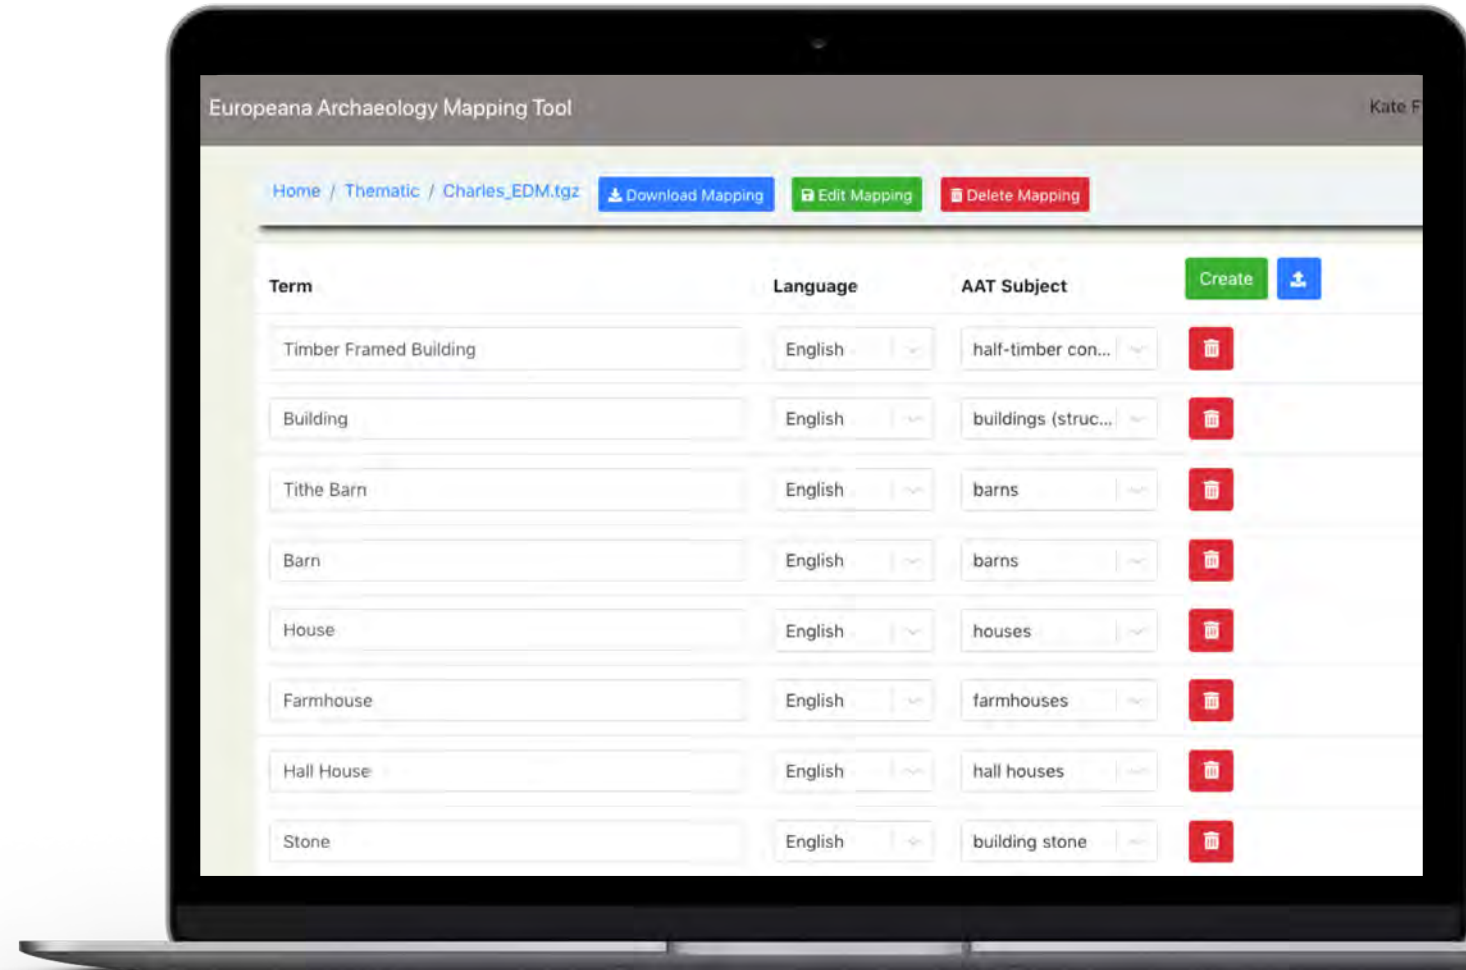 Europeana Archaeology Mapping Tool Kate F
Home / Thematic / Charles_EDM.tgz Download Mapping Edit Mapping Delete Mapping
Term Language AAT Subject Create
Timber Framed Building English half-timber con...
Building English buildings (struc...
Tithe Barn English barns
Barn English barns
House English houses
Farmhouse English farmhouses
Hall House English hall houses
Stone English building stone